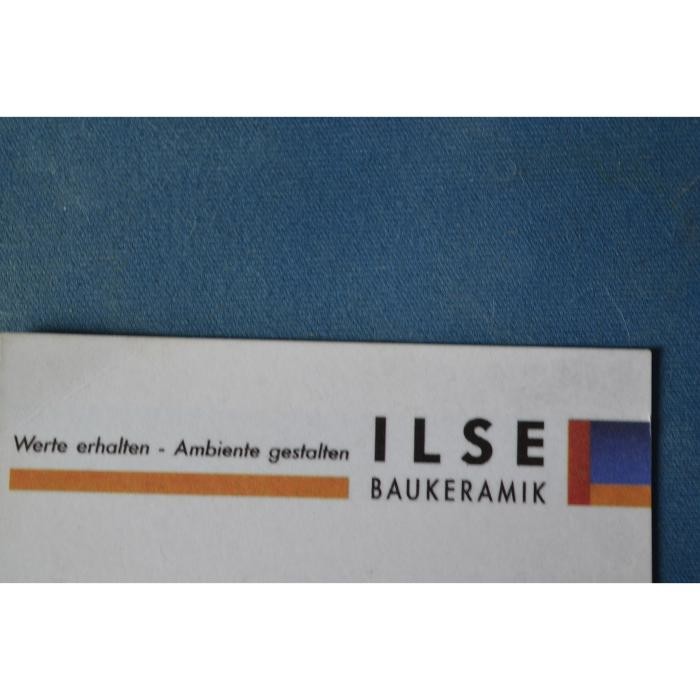 Werte erhalten - Ambiente gestalten
ILSE
BAUKERAMIK